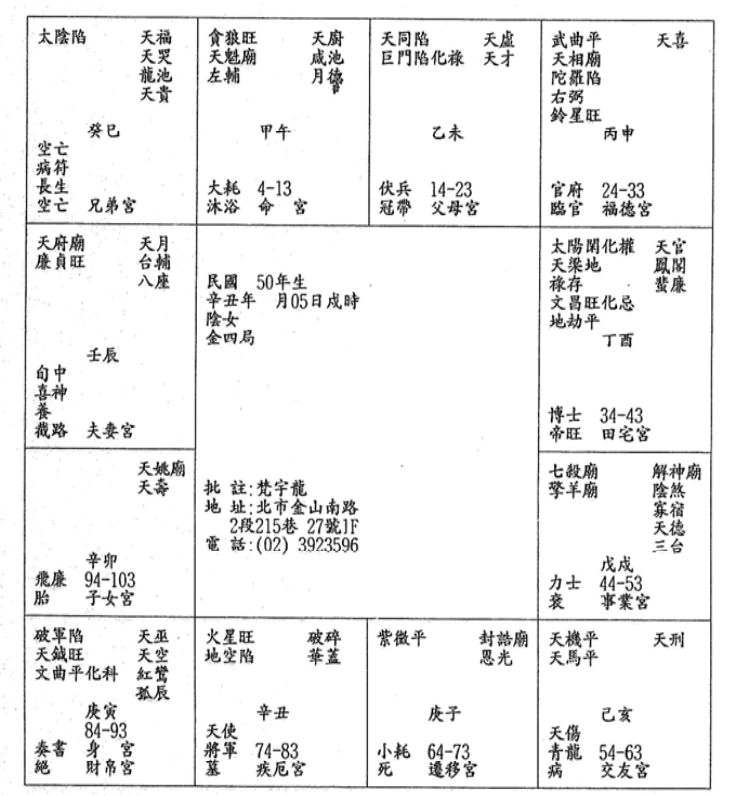 太陰陷 天福
天哭
龍池
天貴
癸巳
空亡
病符
長生
空亡 兄弟宮
貪狼旺 天廚
天魁廟 咸池
左輔 月德
甲午
大耗 4-13
沐浴 命 宮
天同陷 天虛
巨門陷化祿 天才
乙未
伏兵 14-23
冠帶 父母宮
武曲平 天喜
天相廟
陀羅陷
右弼
鈴星旺
丙申
官府 24-33
臨官 福德宮
天府廟 天月
廉貞旺 台輔
八座
壬辰
旬中
喜神
養
截路 夫妻宮
民國 50年生
辛丑年 月05日戌時
陰女
金四局
批 註:梵宇龍
地 址:北市金山南路
2段215巷 27號1F
電 話:(02) 3923596
太陽閑化權 天官
天梁地 鳳閣
祿存 蜚廉
文昌旺化忌
地劫平
丁酉
博士 34-43
帝旺 田宅宮
天姚廟
天壽
辛卯
飛廉 94-103
胎 子女宮
七殺廟 解神廟
擎羊廟 陰煞
寡宿
天德
三台
戊戌
力士 44-53
衰 事業宮
破軍陷 天巫
天鉞旺 天空
文曲平化科 紅鸞
孤辰
庚寅
84-93
奏書 身 宮
絕 財帛宮
火星旺 破碎
地空陷 華蓋
辛丑
天使
將軍 74-83
墓 疾厄宮
紫微平 封誥廟
恩光
庚子
小耗 64-73
死 遷移宮
天機平 天刑
天馬平
己亥
天傷
青龍 54-63
病 交友宮